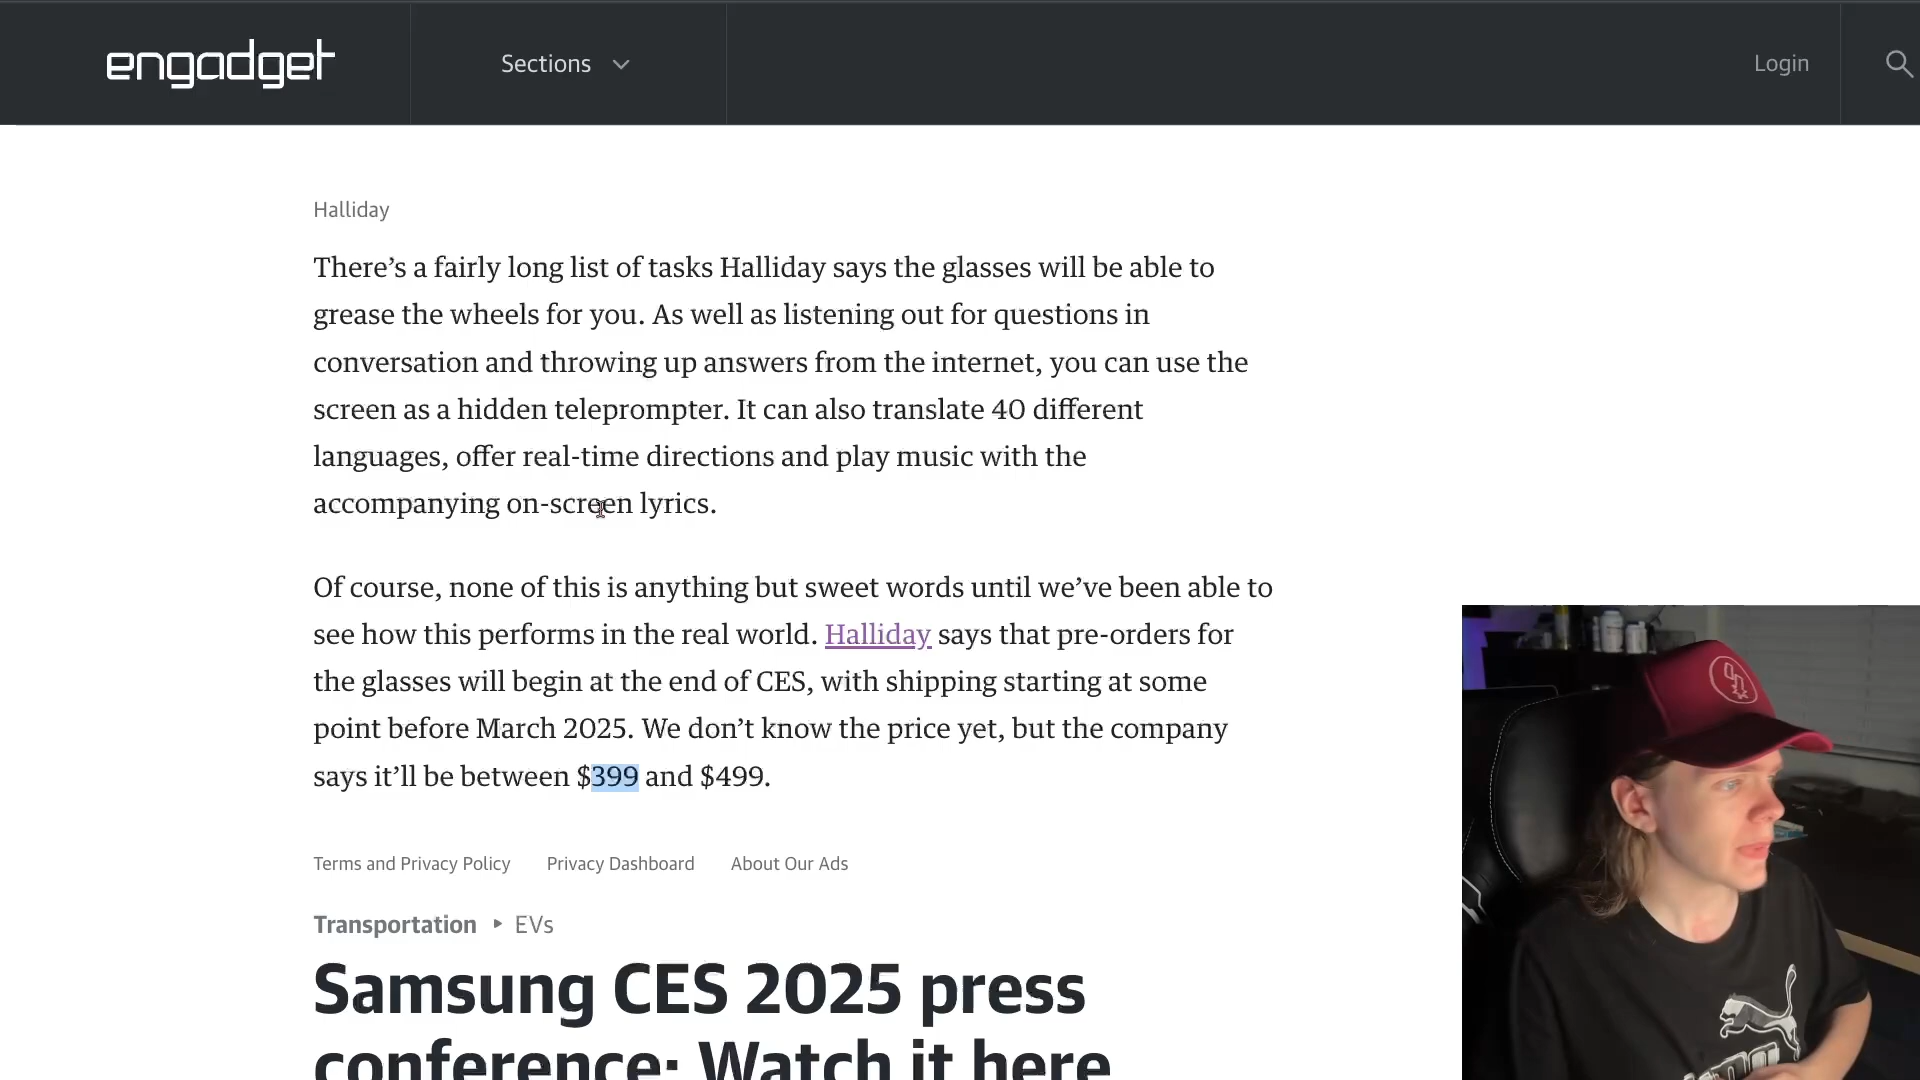 engadget
Sections
Login
Halliday
There’s a fairly long list of tasks Halliday says the glasses will be able to
grease the wheels for you. As well as listening out for questions in
conversation and throwing up answers from the internet, you can use the
screen as a hidden teleprompter. It can also translate 40 different
languages, offer real-time directions and play music with the
accompanying on-screen lyrics.
Of course, none of this is anything but sweet words until we’ve been able to
see how this performs in the real world. Halliday says that pre-orders for
the glasses will begin at the end of CES, with shipping starting at some
point before March 2025. We don’t know the price yet, but the company
says it’ll be between $399 and $499.
Terms and Privacy Policy
Privacy Dashboard
About Our Ads
Transportation
EVs
Samsung CES 2025 press
conference: Watch it here